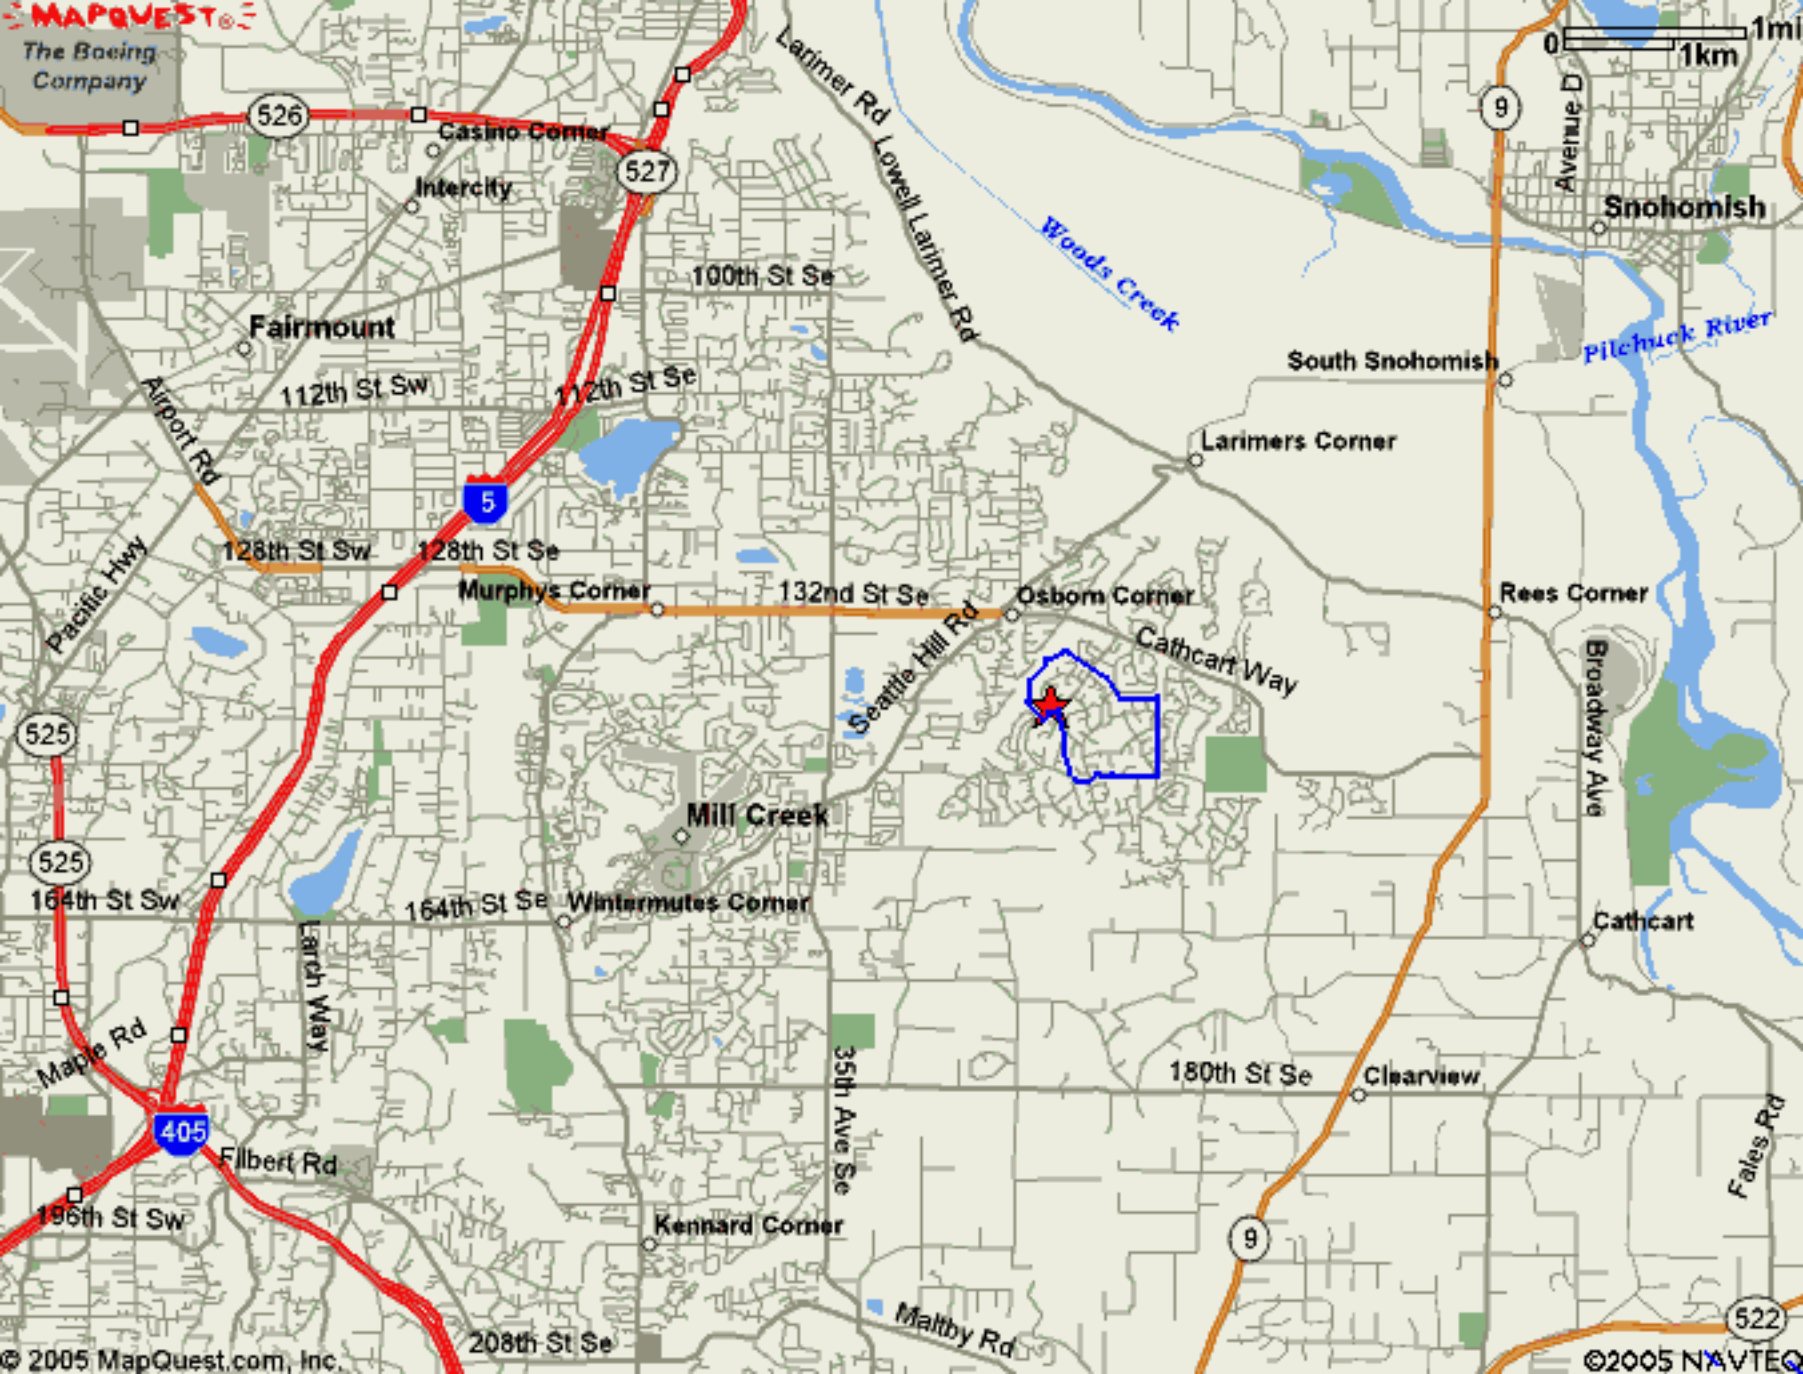 MAPQUEST®
The Boeing
Company
0
1mi
1km
526
Casino Corner
527
Intercity
Larimer Rd
Lowell Larimer Rd
9
Avenue D
Snohomish
Woods Creek
100th St Se
Fairmount
Pilchuck River
South Snohomish
112th St Sw
112th St Se
Airport Rd
Larimers Corner
5
128th St Sw
128th St Se
Pacific Hwy
Murphys Corner
132nd St Se
Osborn Corner
Rees Corner
Seattle Hill Rd
Cathcart Way
Broadway Ave
525
Mill Creek
525
164th St Sw
164th St Se
Wintermutes Corner
Cathcart
Larch Way
Maple Rd
35th Ave Se
180th St Se
Clearview
405
Filbert Rd
Fales Rd
196th St Sw
Kennard Corner
9
522
Maltby Rd
208th St Se
© 2005 MapQuest.com, Inc.
©2005 NAVTEQ